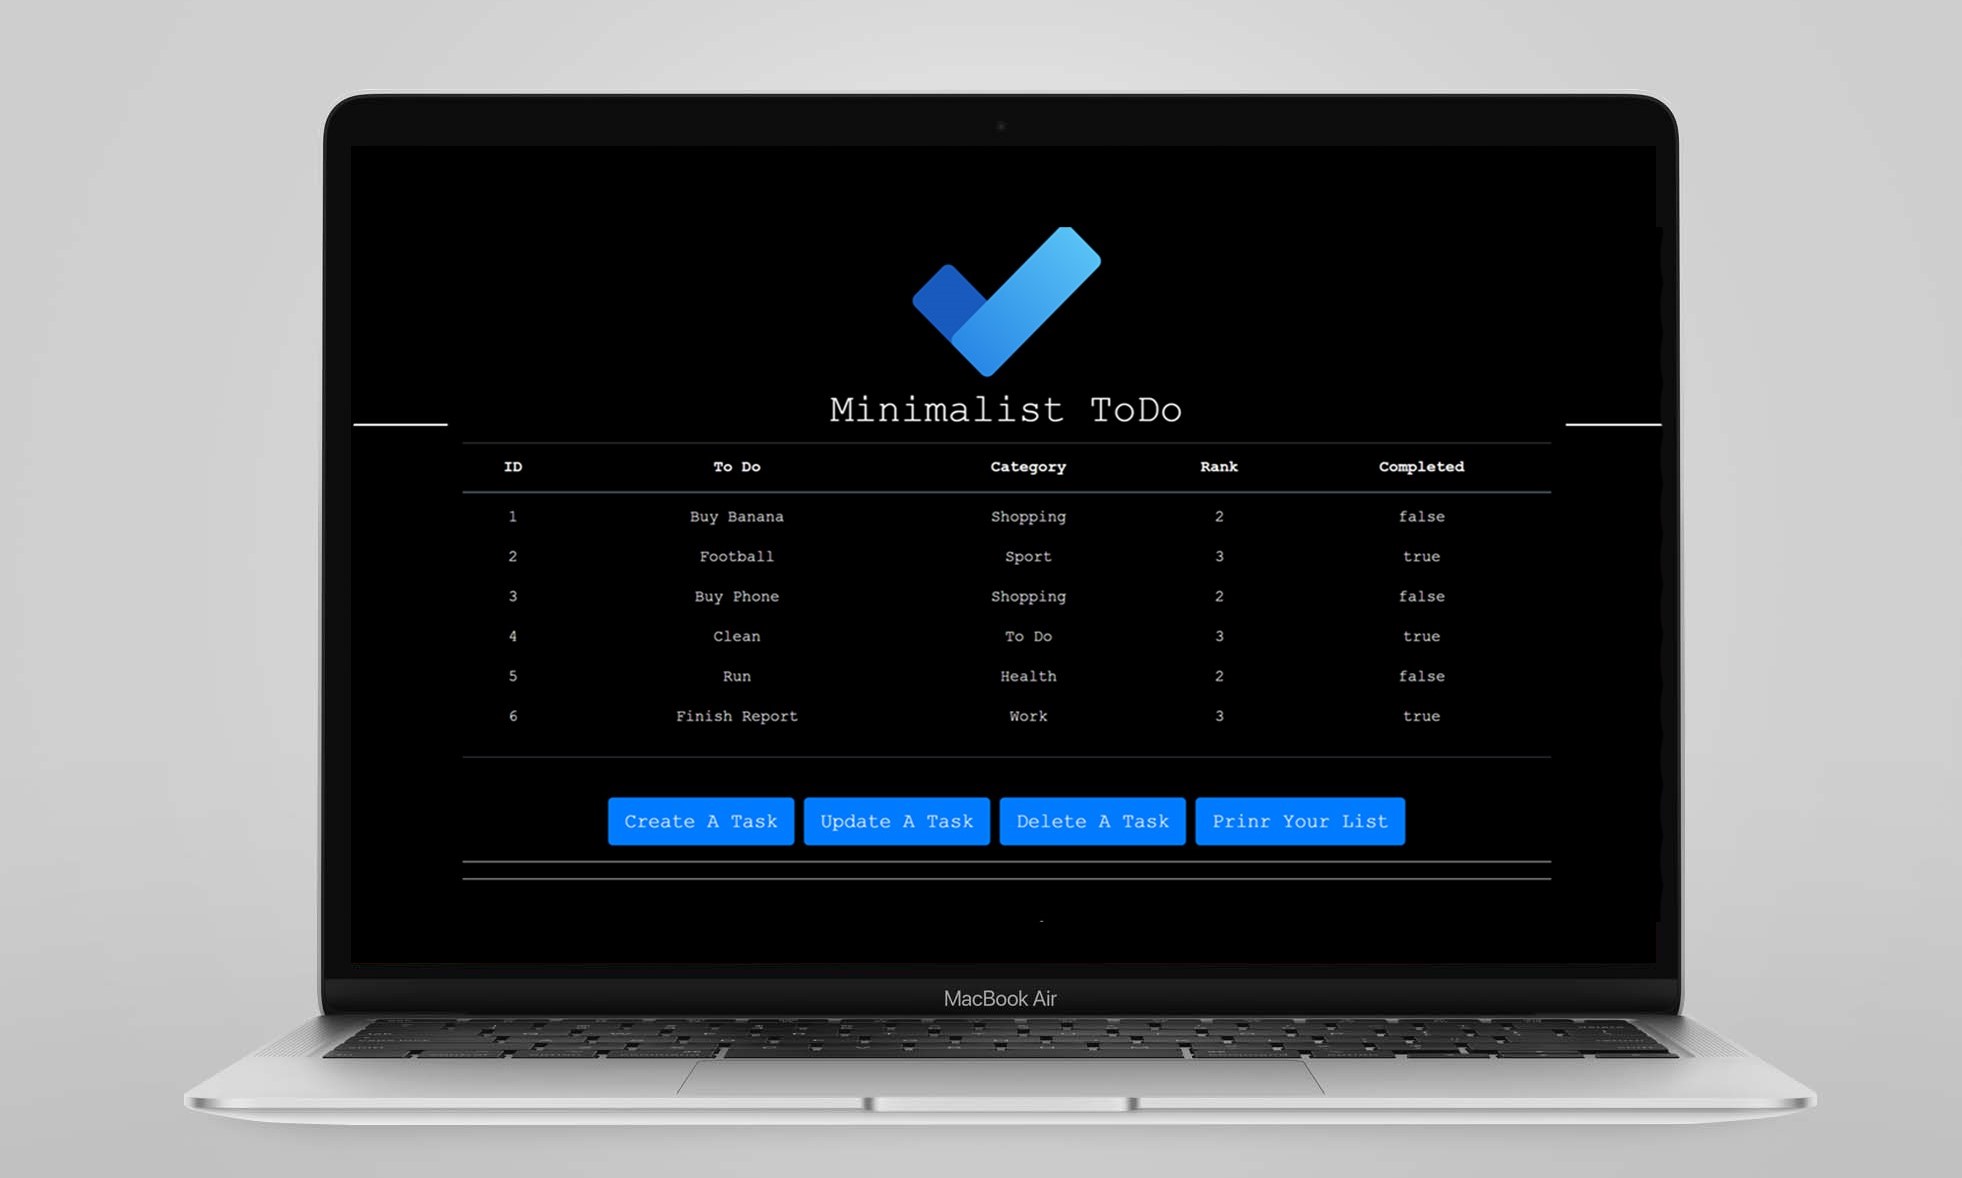 Minimalist ToDo
ID To Do Category Rank Completed
1 Buy Banana Shopping 2 false
2 Football Sport 3 true
3 Buy Phone Shopping 2 false
4 Clean To Do 3 true
5 Run Health 2 false
6 Finish Report Work 3 true
Create A Task Update A Task Delete A Task Prinr Your List
MacBook Air